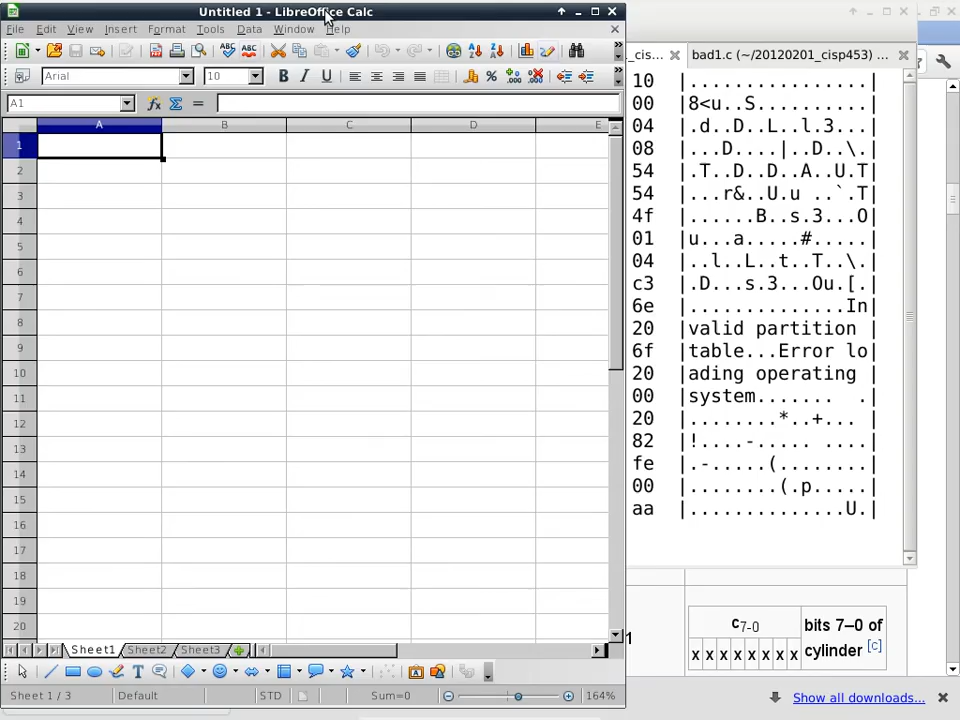 Untitled 1 - LibreOffice Calc
File Edit View Insert Format Tools Data Window Help
Arial 10
A1
A B C D E
1
2
3
4
5
6
7
8
9
10
11
12
13
14
15
16
17
18
19
20
Sheet1 Sheet2 Sheet3
Sheet 1 / 3 Default STD Sum=0 164%
_cis... bad1.c (~/20120201_cisp453) ...
10 |................|
00 |8<u..S..........|
04 |.d..D..L..l.3...|
08 |...D....|..D..\.|
54 |.T..D..D..A..U.T|
54 |...r&..U.u ..`.T|
4f |......B..s.3...O|
01 |u...a.....#.....|
04 |..l..L..t..T..\.|
c3 |.D...s.3...Ou.[.|
6e |..............In|
20 |valid partition |
6f |table...Error lo|
20 |ading operating |
00 |system....... .|
20 |........*..+... |
82 |!....-..... ....|
fe |.-.....(........|
00 |........(.p.....|
aa |..............U.|
1
c7-0 bits 7–0 of
x x x x x x x x cylinder [c]
Show all downloads...